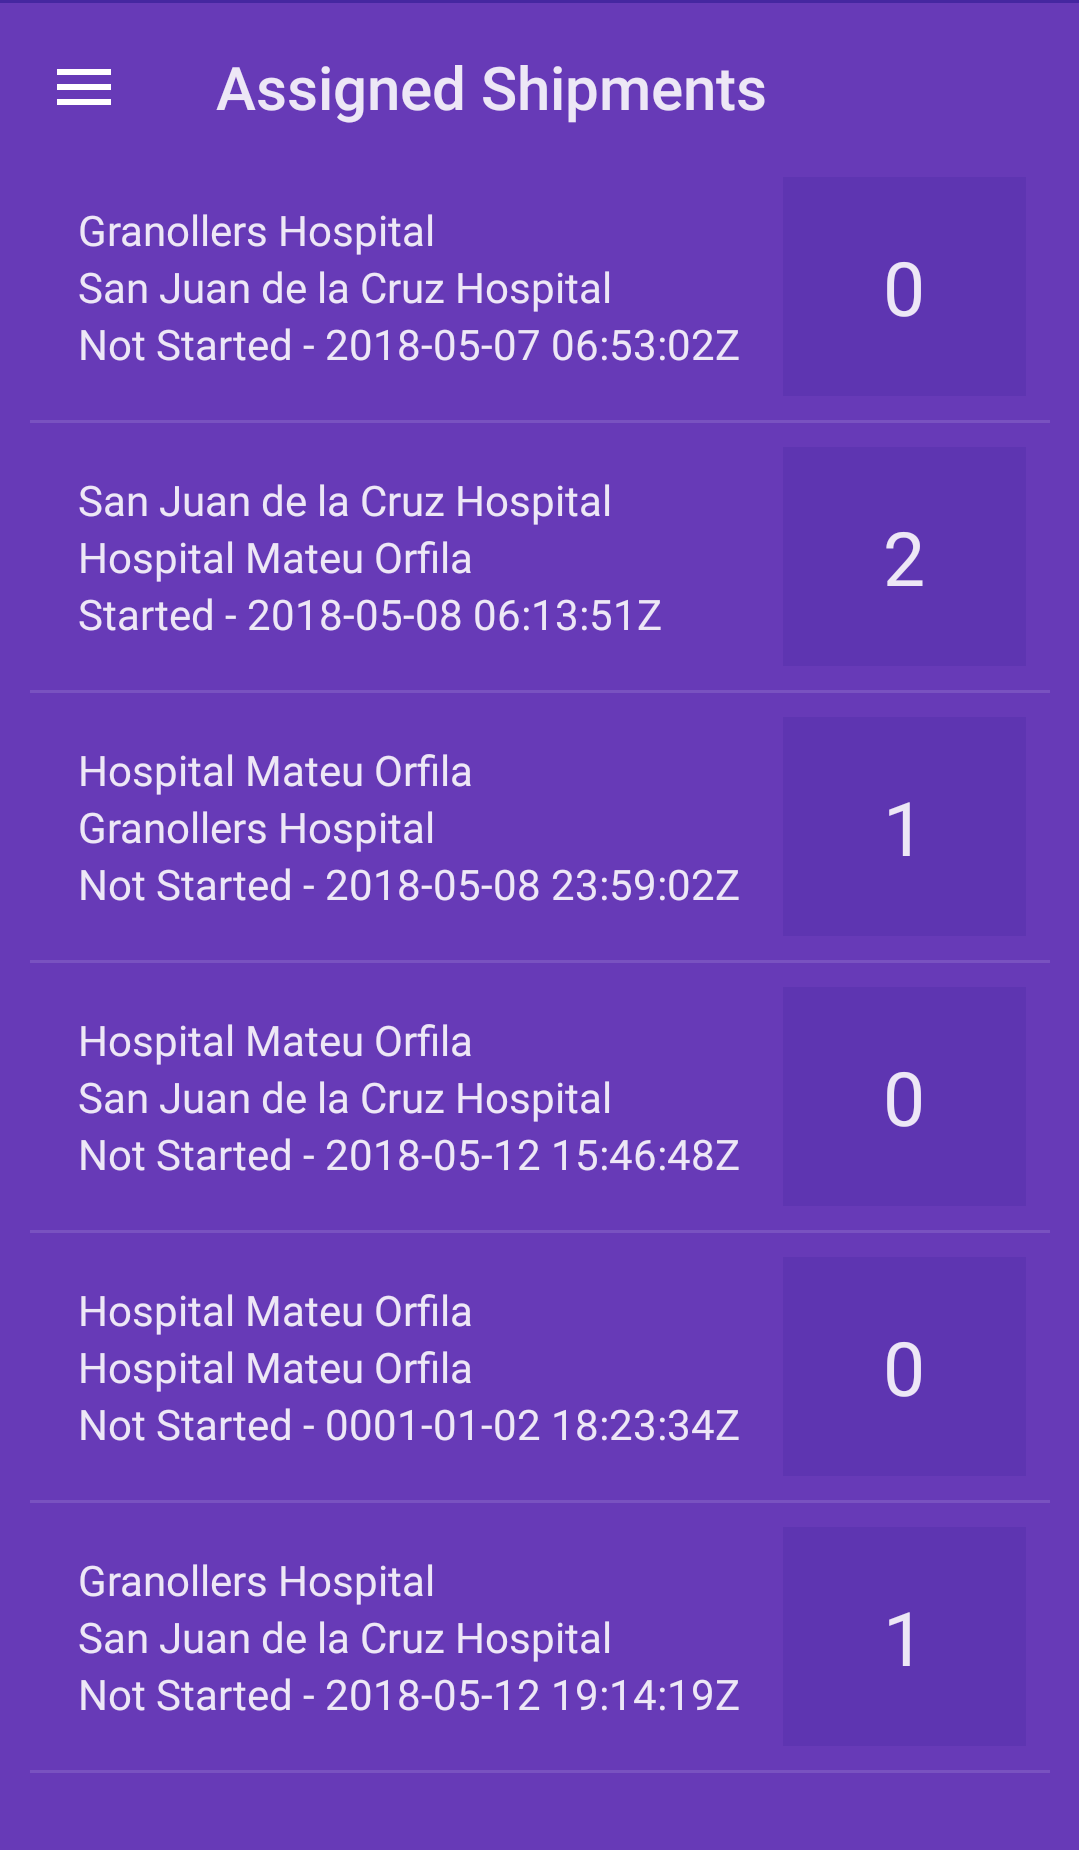 Assigned Shipments
Granollers Hospital
San Juan de la Cruz Hospital
Not Started - 2018-05-07 06:53:02Z
0
San Juan de la Cruz Hospital
Hospital Mateu Orfila
Started - 2018-05-08 06:13:51Z
2
Hospital Mateu Orfila
Granollers Hospital
Not Started - 2018-05-08 23:59:02Z
1
Hospital Mateu Orfila
San Juan de la Cruz Hospital
Not Started - 2018-05-12 15:46:48Z
0
Hospital Mateu Orfila
Hospital Mateu Orfila
Not Started - 0001-01-02 18:23:34Z
0
Granollers Hospital
San Juan de la Cruz Hospital
Not Started - 2018-05-12 19:14:19Z
1